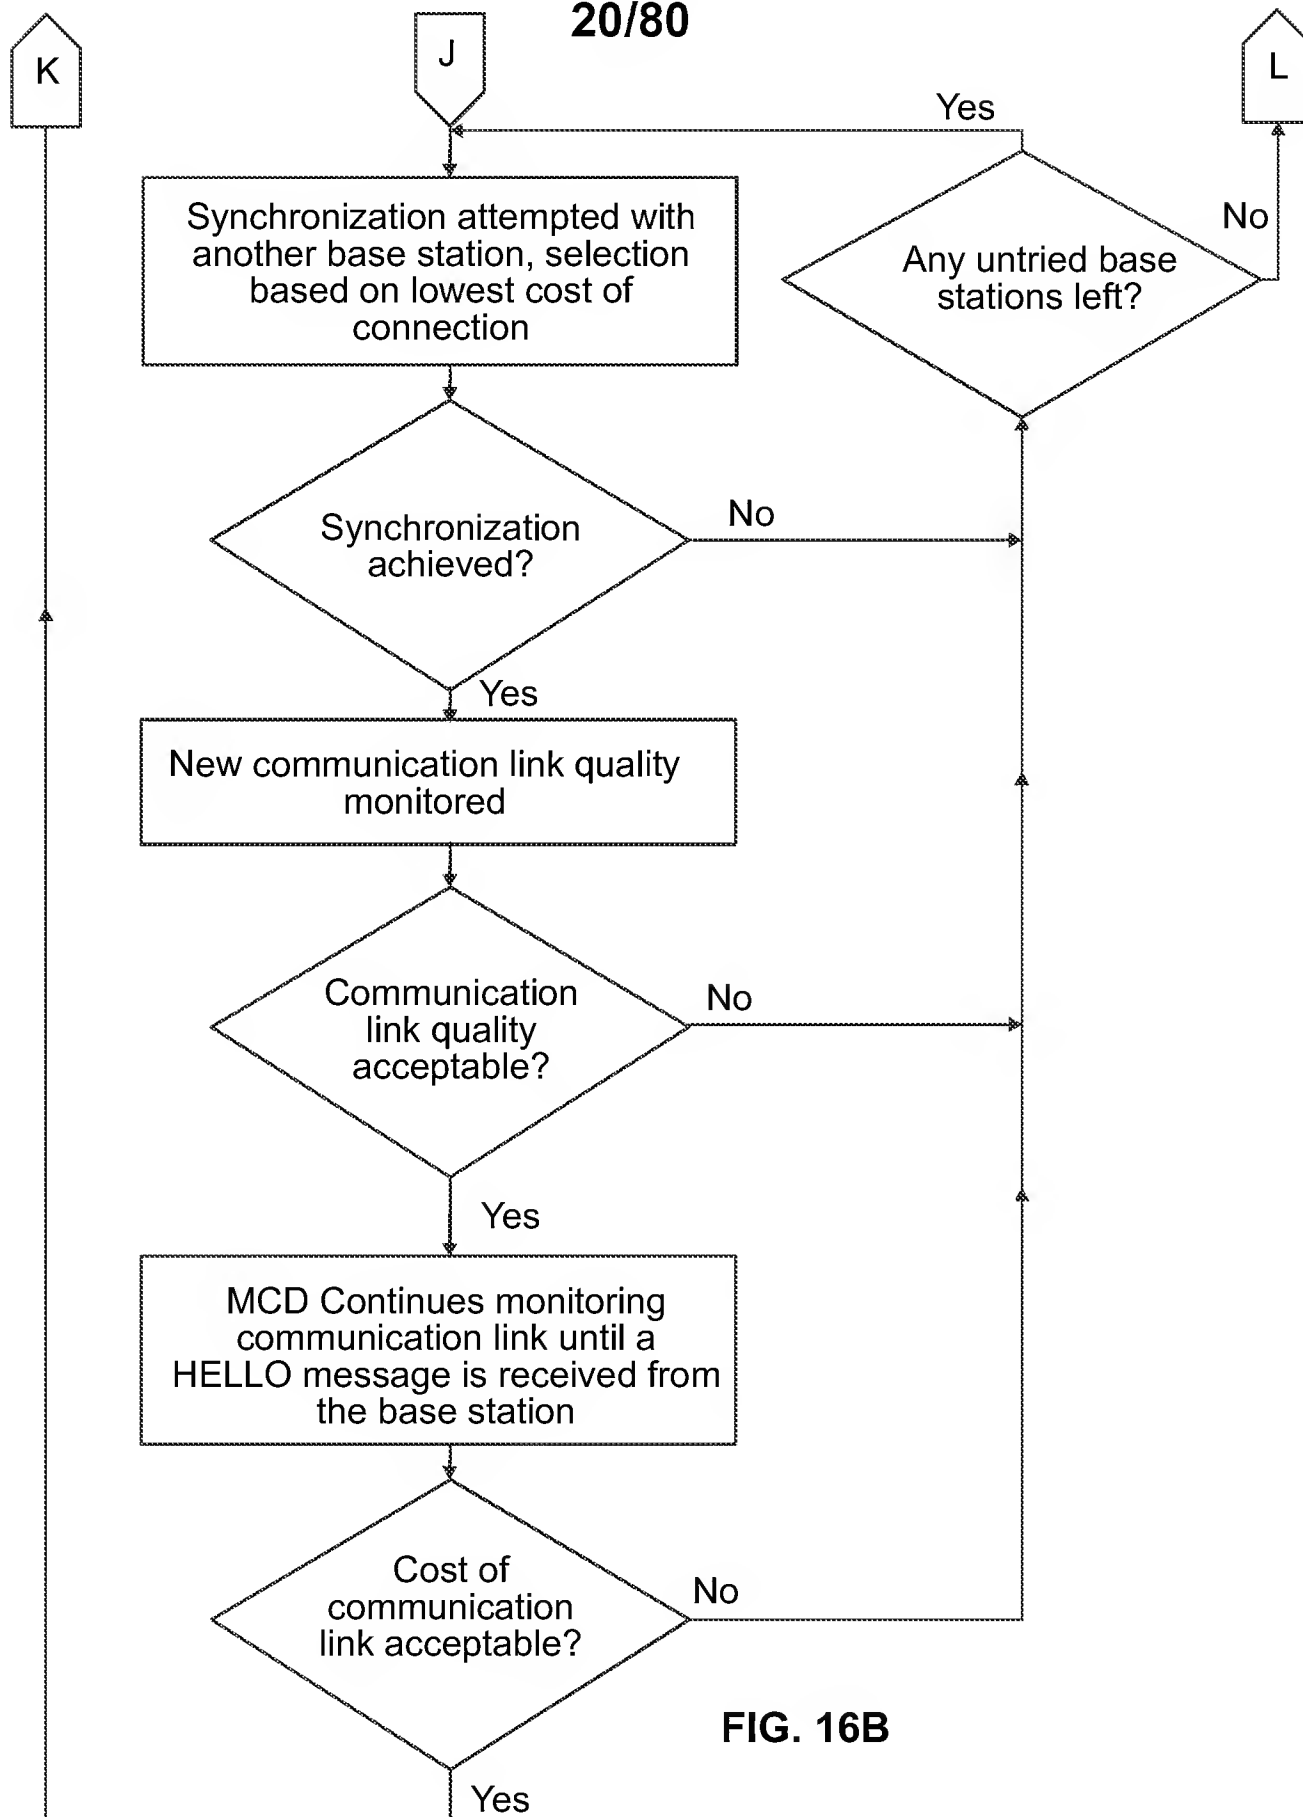 20/80
K
J
L
Yes
Synchronization attempted with
another base station, selection
based on lowest cost of
connection
Any untried base
stations left?
No
Synchronization
achieved?
No
Yes
New communication link quality
monitored
Communication
link quality
acceptable?
No
Yes
MCD Continues monitoring
communication link until a
HELLO message is received from
the base station
Cost of
communication
link acceptable?
No
FIG. 16B
Yes